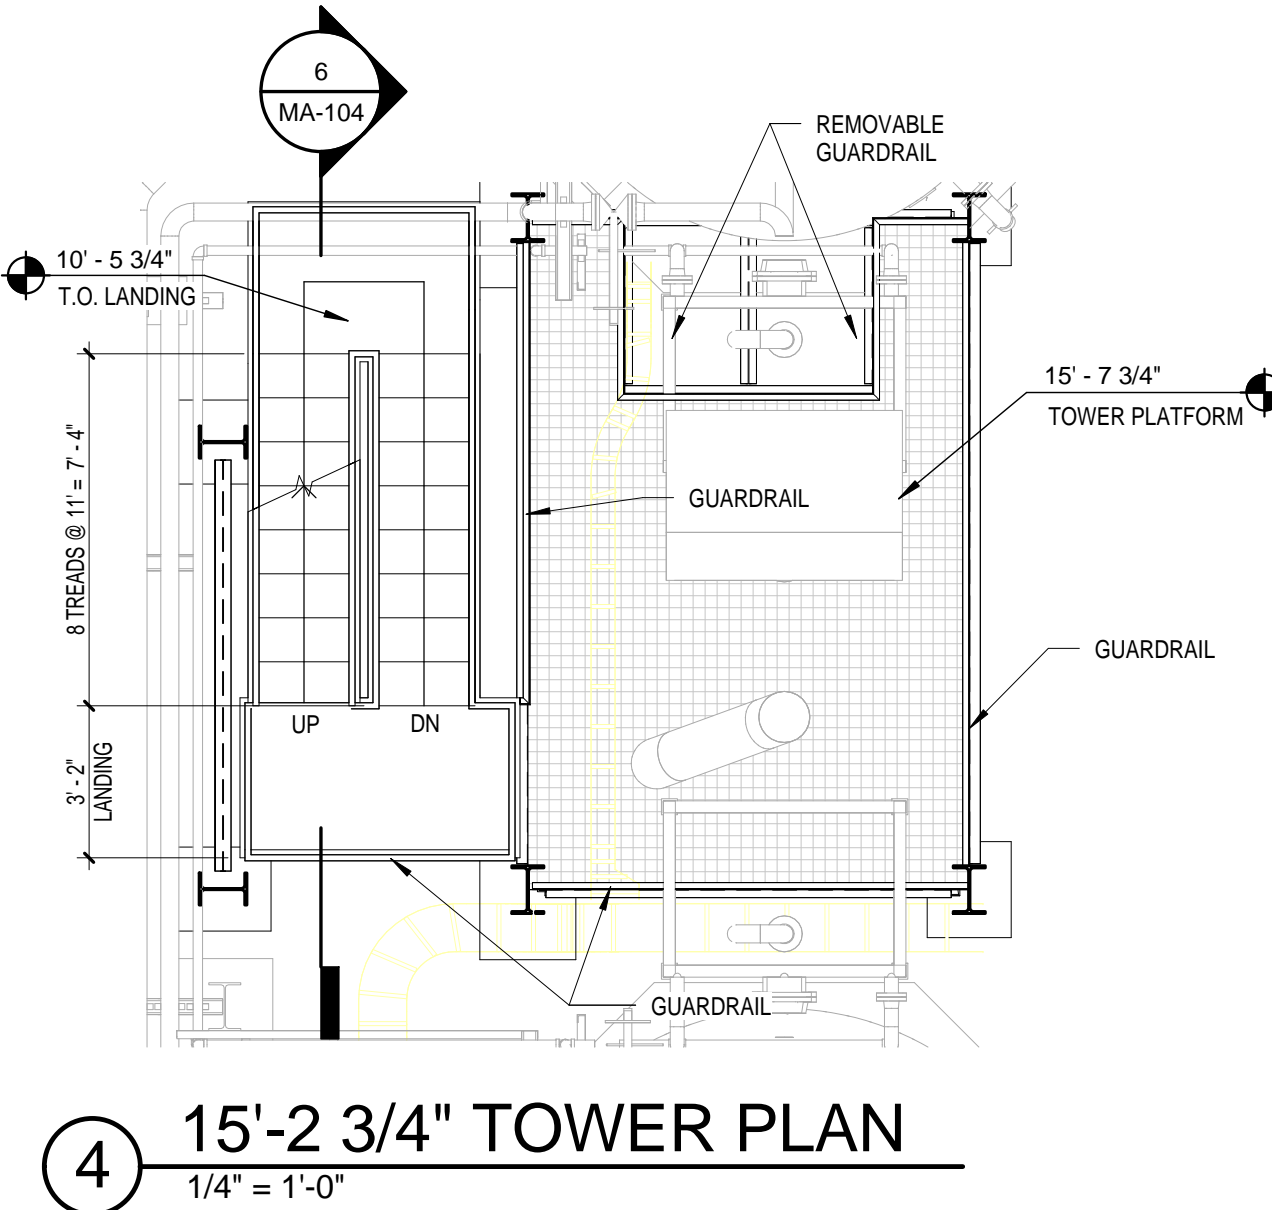 6
MA-104
REMOVABLE
GUARDRAIL
10' - 5 3/4"
T.O. LANDING
15' - 7 3/4"
TOWER PLATFORM
8 TREADS @ 11' = 7' - 4"
GUARDRAIL
GUARDRAIL
UP
DN
3' - 2"
LANDING
GUARDRAIL
4
15'-2 3/4" TOWER PLAN
1/4" = 1'-0"